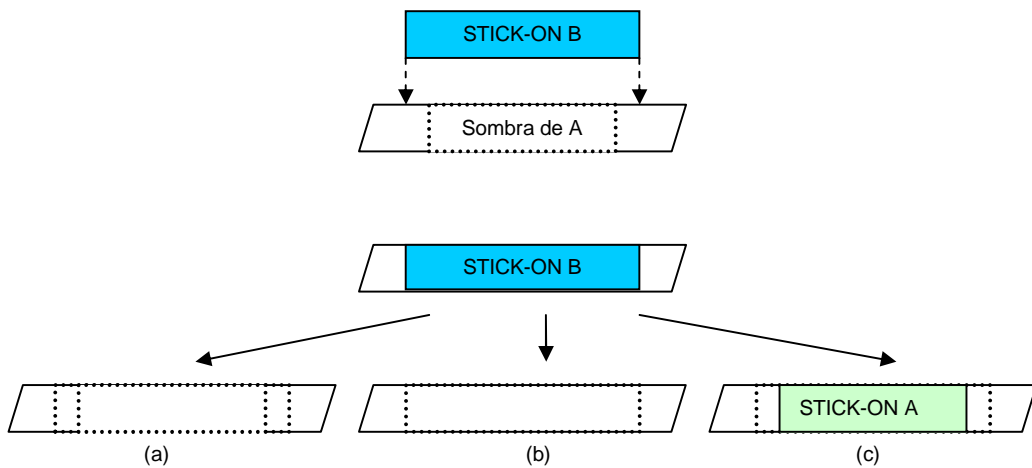 STICK-ON B
Sombra de A
STICK-ON B
STICK-ON A
(a)
(b)
(c)